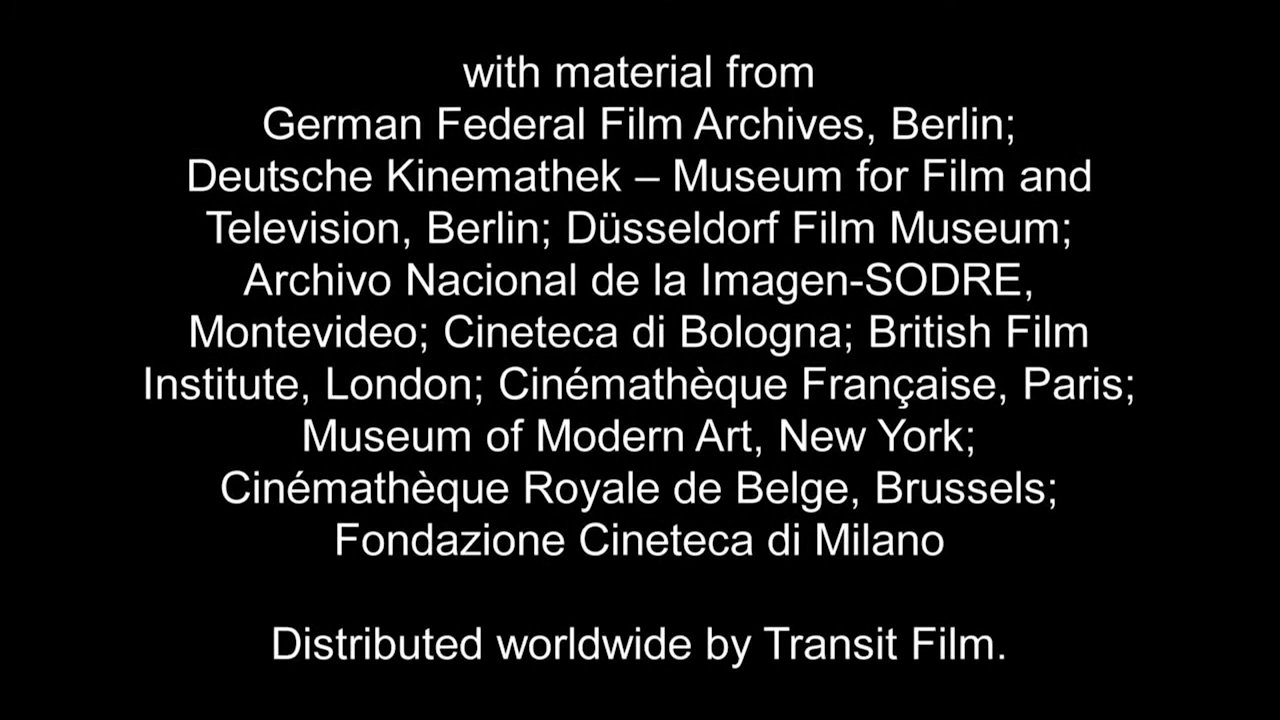 with material from
German Federal Film Archives, Berlin;
Deutsche Kinemathek – Museum for Film and
Television, Berlin; Düsseldorf Film Museum;
Archivo Nacional de la Imagen-SODRE,
Montevideo; Cineteca di Bologna; British Film
Institute, London; Cinémathèque Française, Paris;
Museum of Modern Art, New York;
Cinémathèque Royale de Belge, Brussels;
Fondazione Cineteca di Milano
Distributed worldwide by Transit Film.